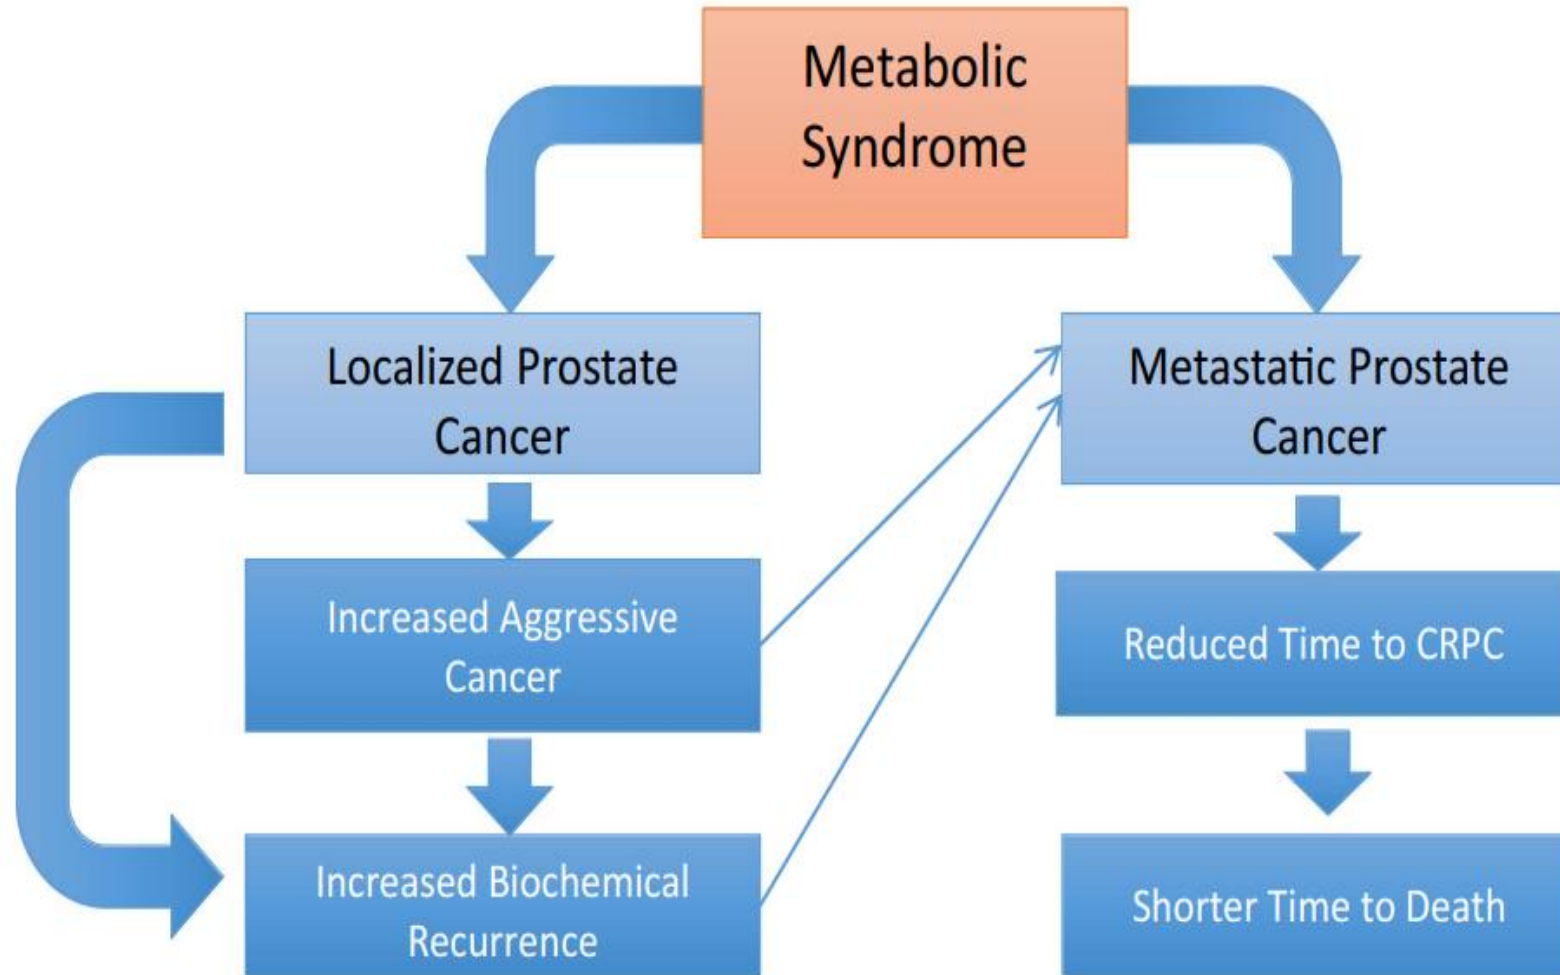 Metabolic
Syndrome
Localized Prostate
Cancer
Metastatic Prostate
Cancer
Increased Aggressive
Cancer
Reduced Time to CRPC
Increased Biochemical
Recurrence
Shorter Time to Death